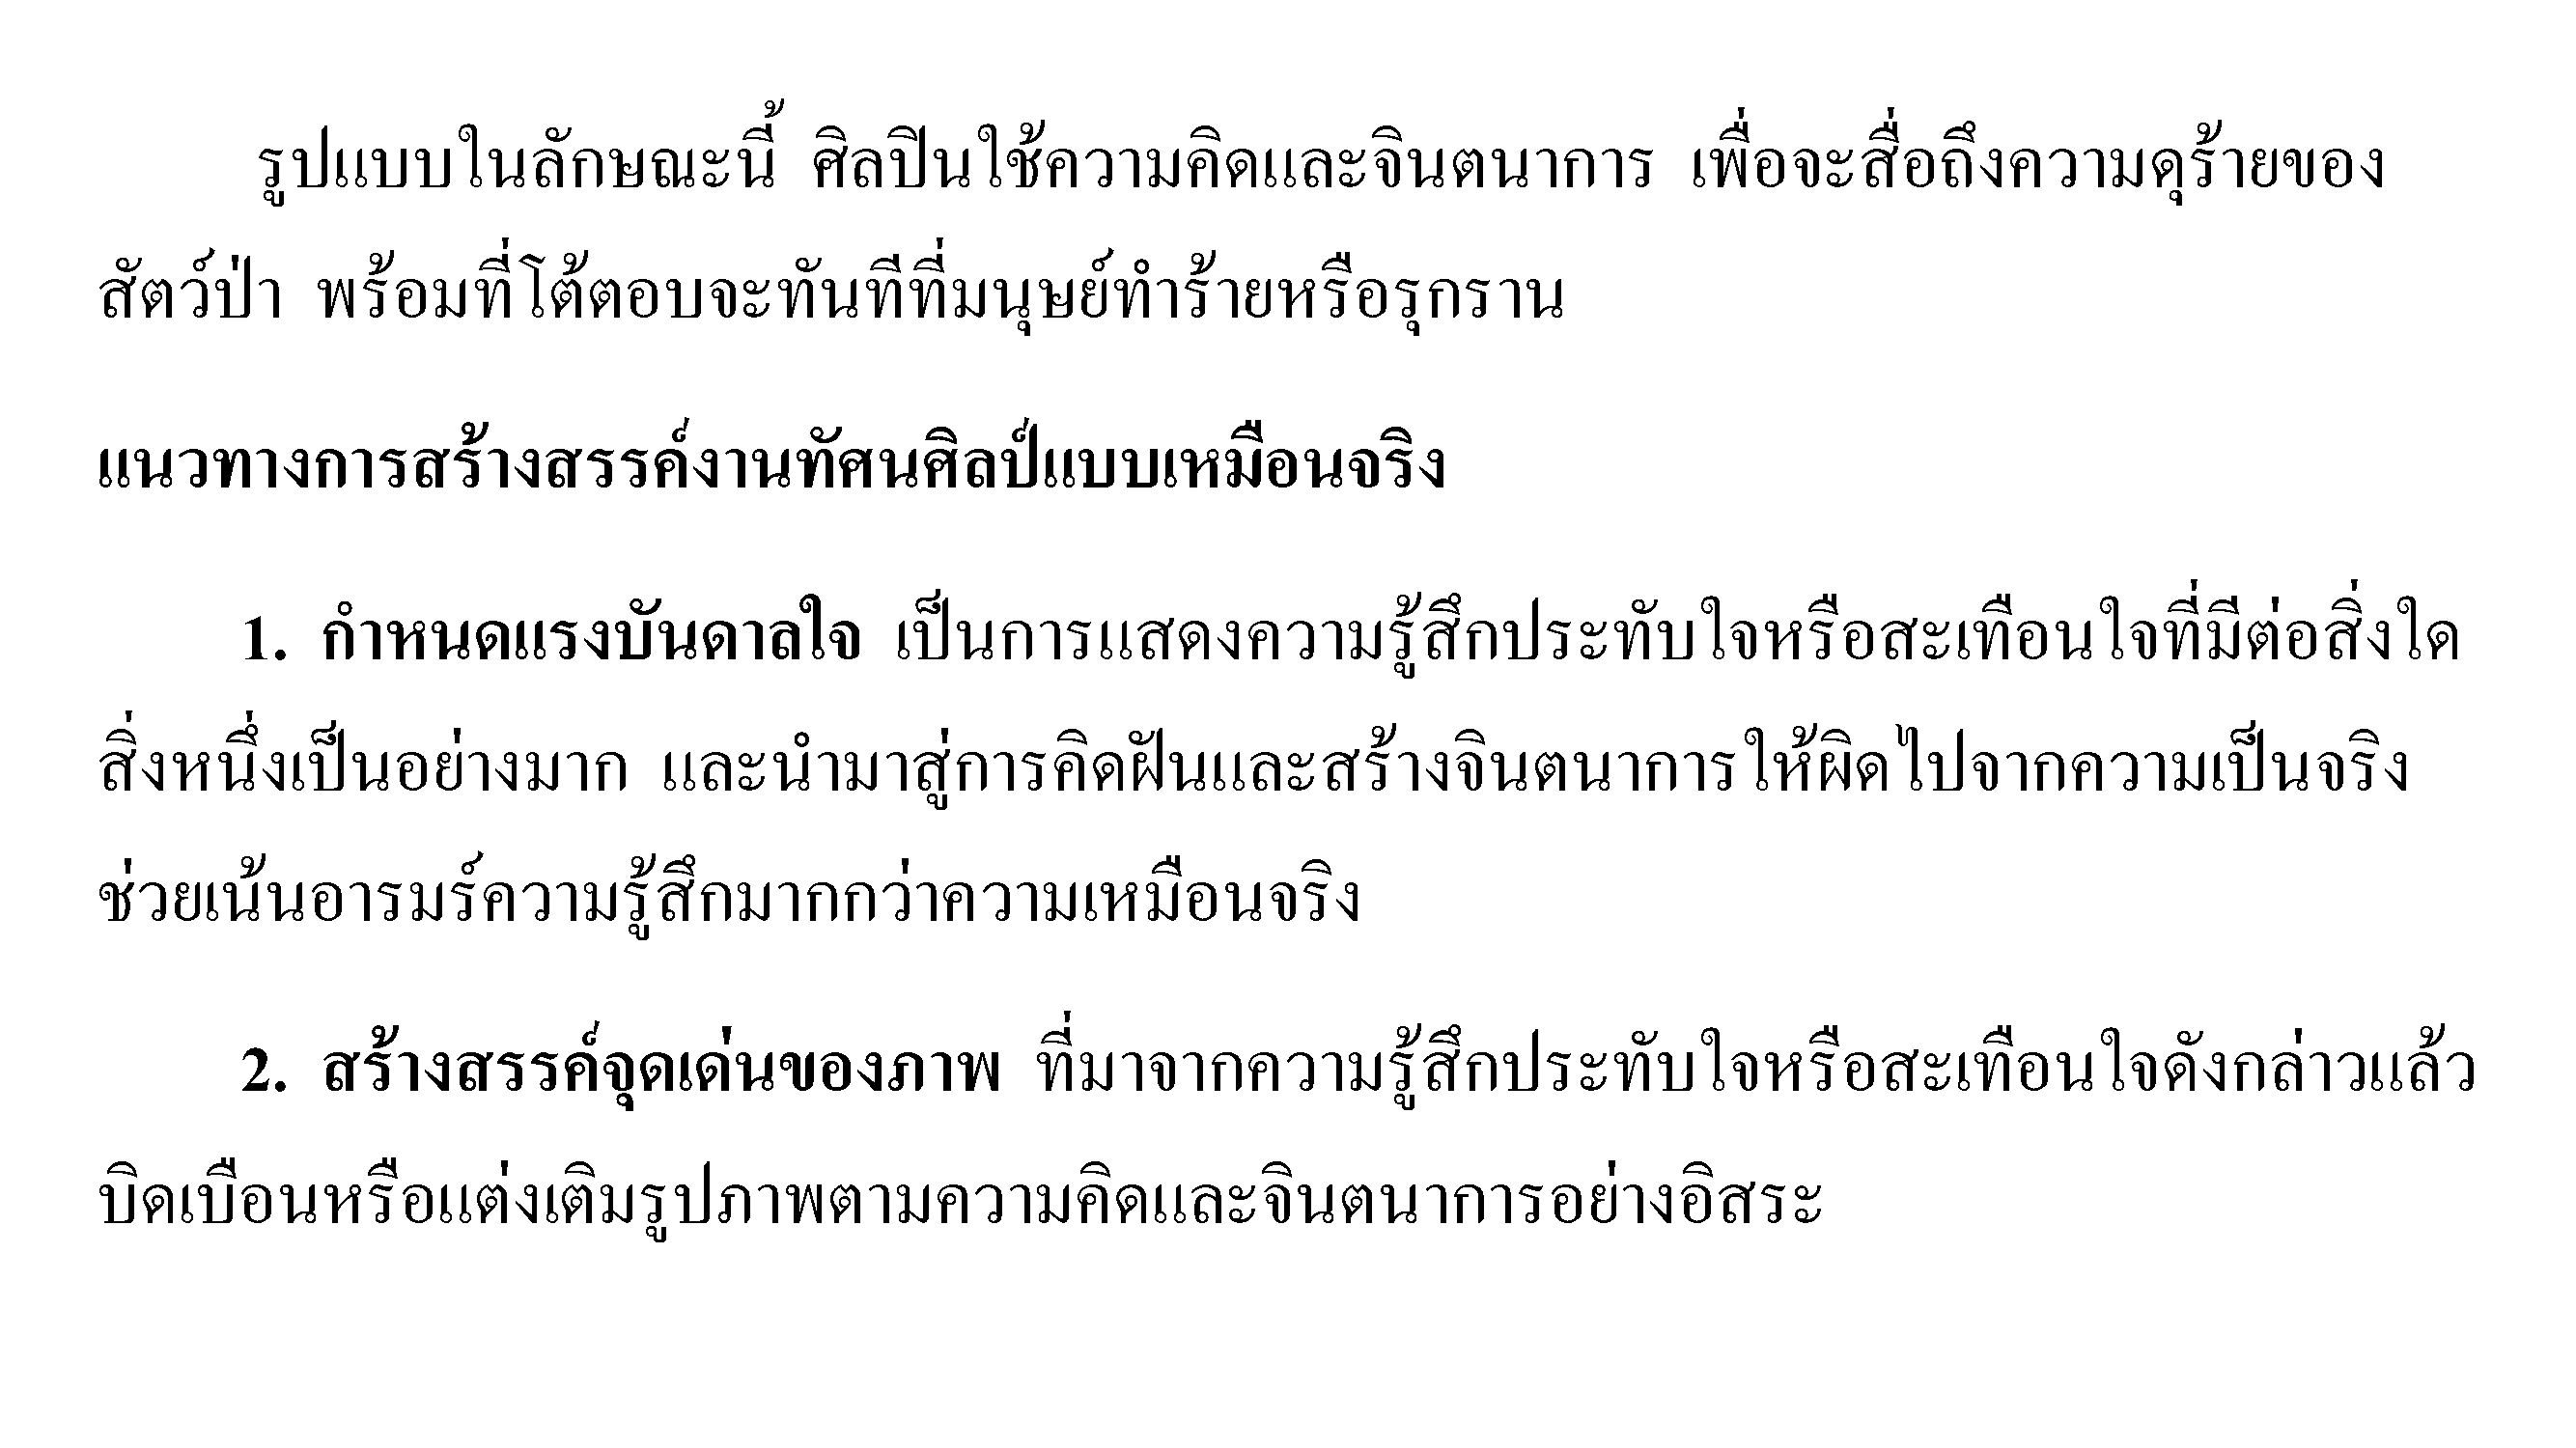 รูปแบบในลักษณะนี้ ศิลปินใช้ความคิดและจินตนาการ เพื่อจะสื่อถึงความดุร้ายของ
สัตว์ป่า พร้อมที่โต้ตอบจะทันทีที่มนุษย์ทำร้ายหรือรุกราน
แนวทางการสร้างสรรค์งานทัศนศิลป์แบบเหมือนจริง
1. กำหนดแรงบันดาลใจ เป็นการแสดงความรู้สึกประทับใจหรือสะเทือนใจที่มีต่อสิ่งใด
สิ่งหนึ่งเป็นอย่างมาก และนำมาสู่การคิดฝันและสร้างจินตนาการให้ผิดไปจากความเป็นจริง
ช่วยเน้นอารมร์ความรู้สึกมากกว่าความเหมือนจริง
2. สร้างสรรค์จุดเด่นของภาพ ที่มาจากความรู้สึกประทับใจหรือสะเทือนใจดังกล่าวแล้ว
บิดเบือนหรือแต่งเติมรูปภาพตามความคิดและจินตนาการอย่างอิสระ